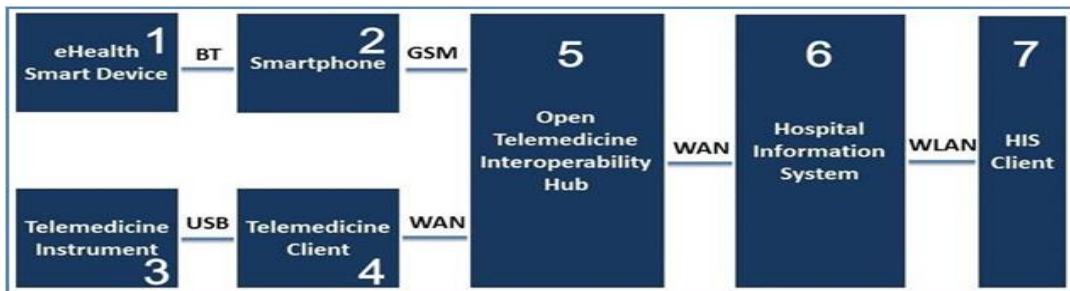 1
eHealth
Smart Device
BT
2
Smartphone
GSM
Telemedicine
Instrument
3
USB
Telemedicine
Client
4
WAN
5
Open
Telemedicine
Interoperability
Hub
WAN
6
Hospital
Information
System
WLAN
7
HIS
Client